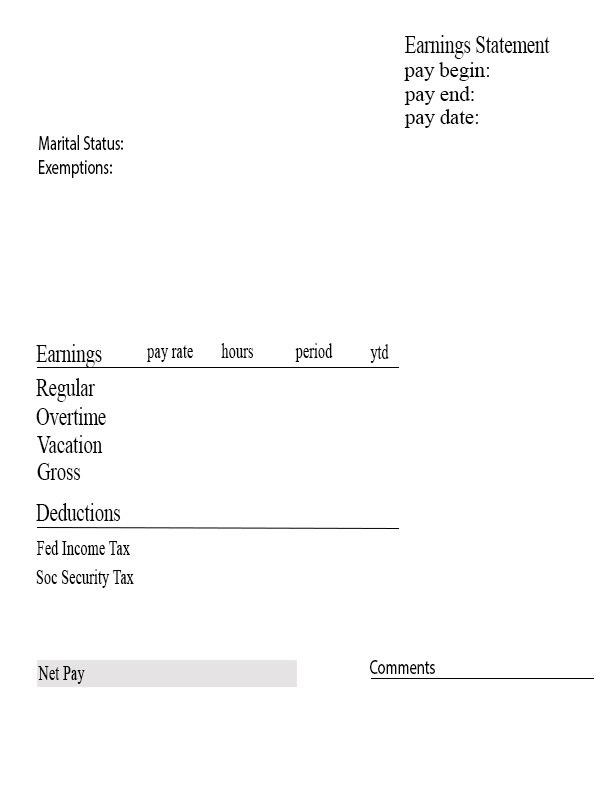 Earnings Statement
pay begin:
pay end:
pay date:
Marital Status:
Exemptions:
Earnings pay rate hours period ytd
Regular
Overtime
Vacation
Gross
Deductions
Fed Income Tax
Soc Security Tax
Net Pay
Comments